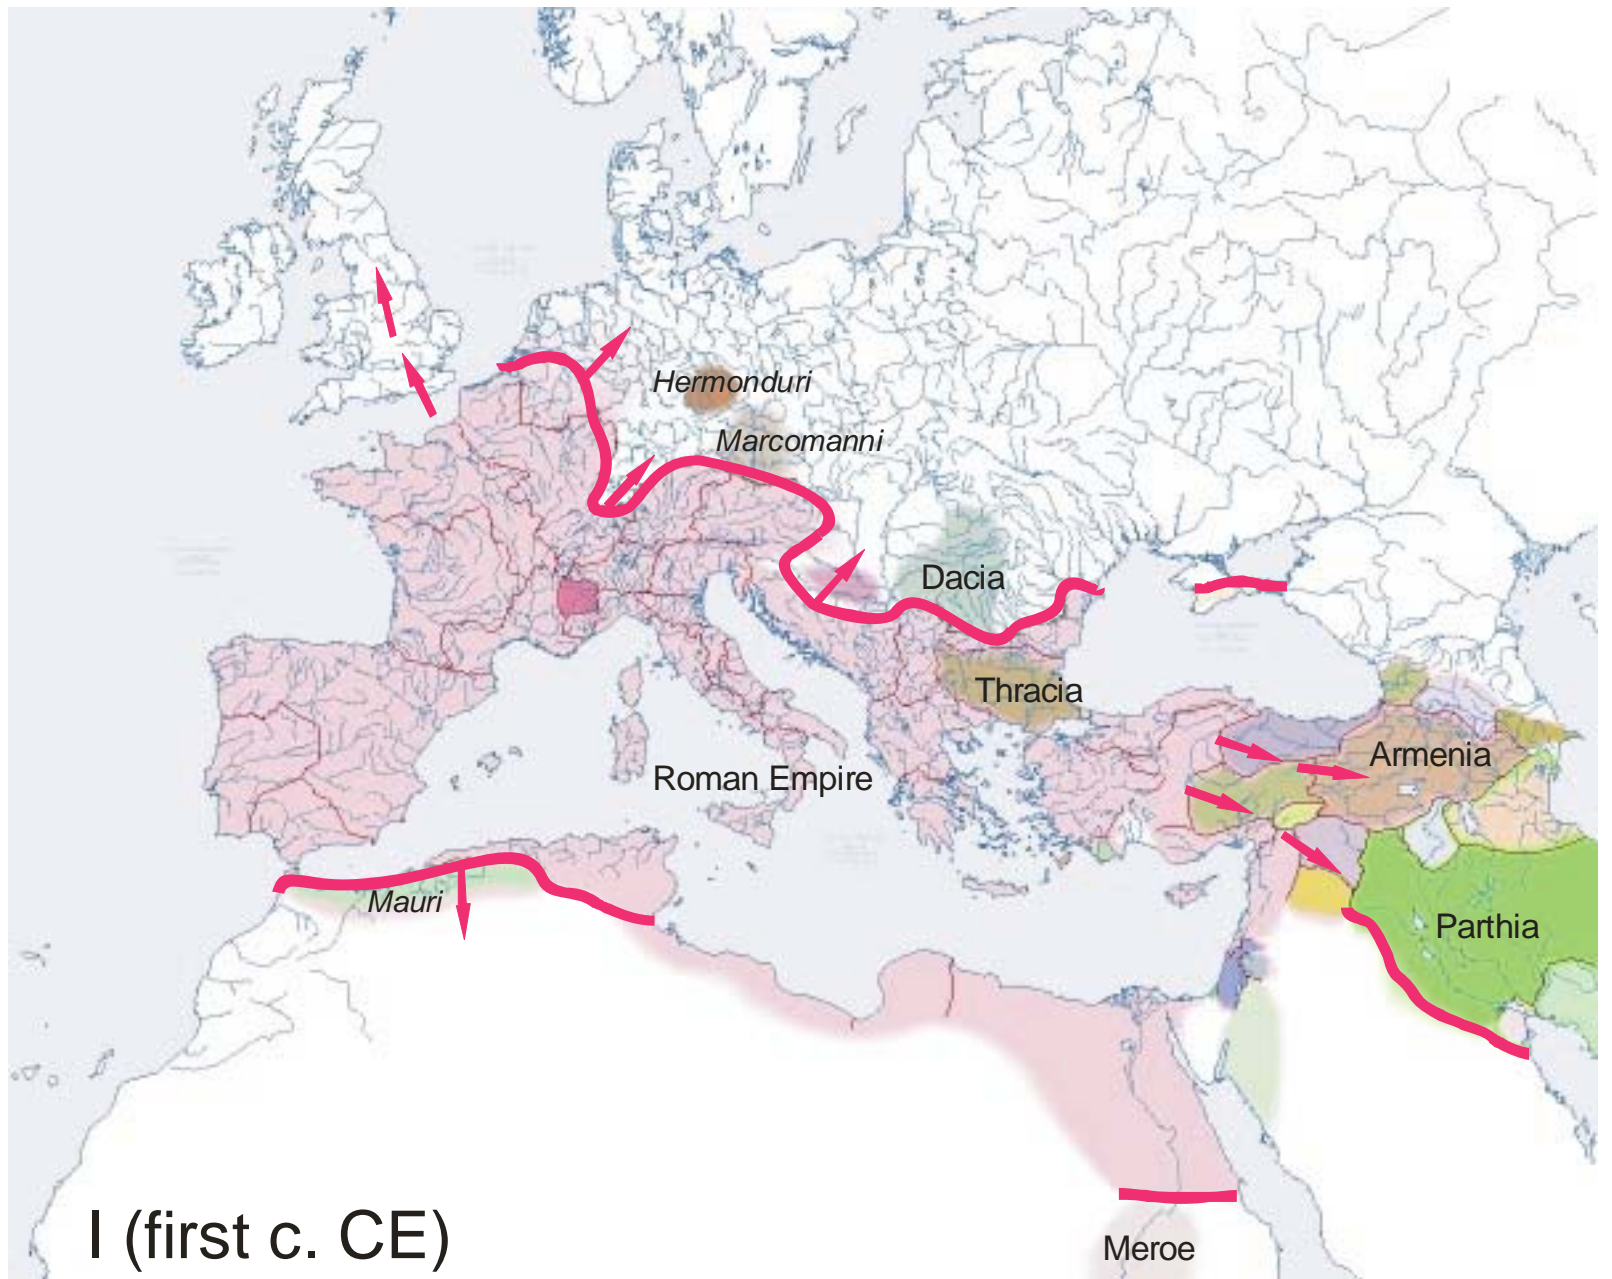 Hermonduri
Marcomanni
Dacia
Thracia
Armenia
Roman Empire
Mauri
Parthia
I (first c. CE)
Meroe